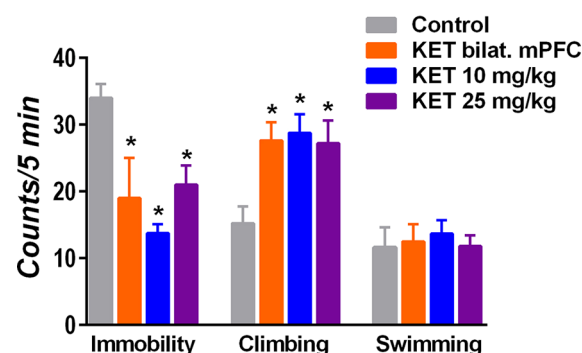 Control
KET bilat. mPFC
KET 10 mg/kg
KET 25 mg/kg
Counts/5 min
40
30
20
10
0
* * *
* * *
Immobility Climbing Swimming